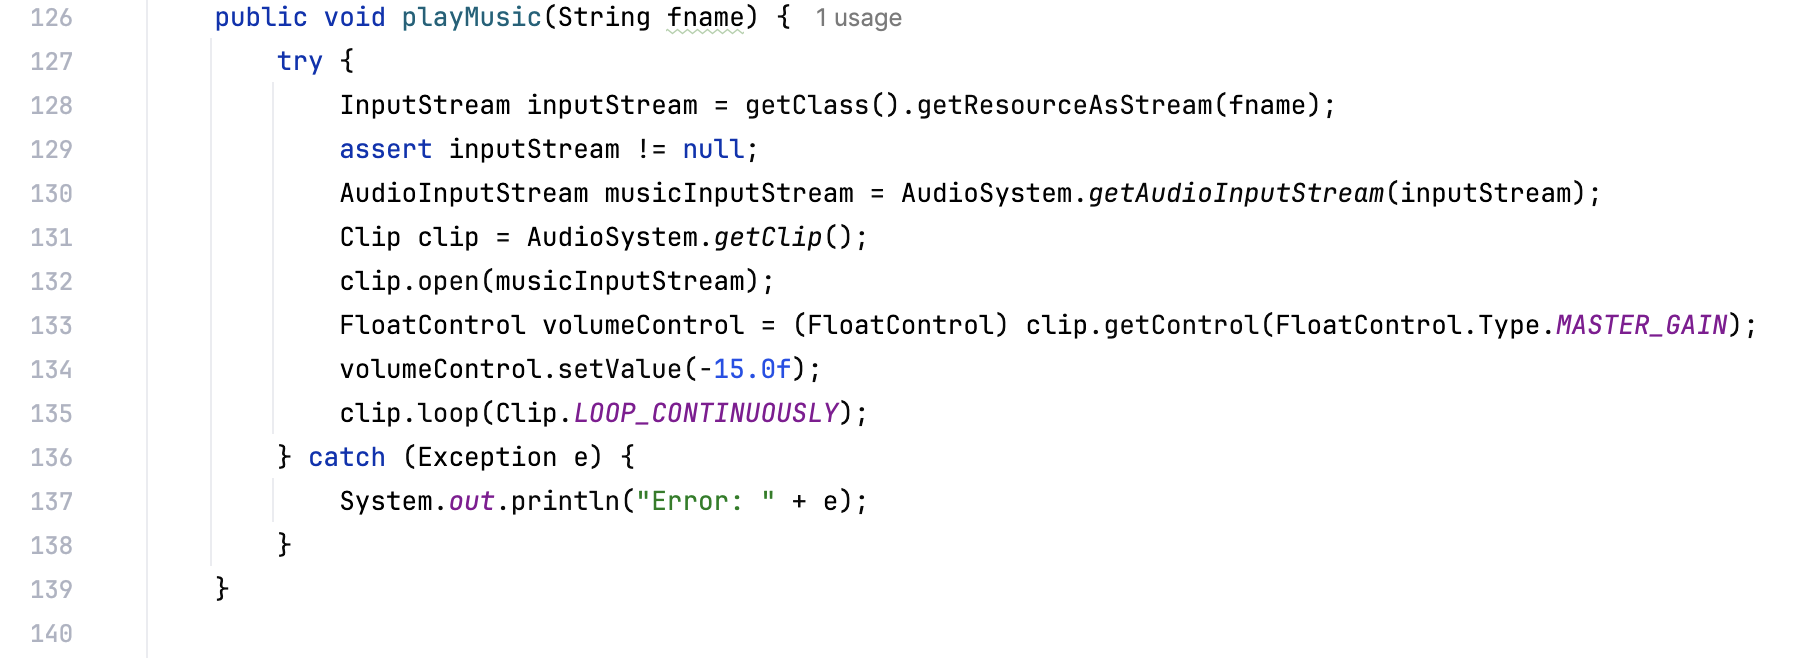 126 public void playMusic(String fname) { 1 usage
127 try {
128 InputStream inputStream = getClass().getResourceAsStream(fname);
129 assert inputStream != null;
130 AudioInputStream musicInputStream = AudioSystem.getAudioInputStream(inputStream);
131 Clip clip = AudioSystem.getClip();
132 clip.open(musicInputStream);
133 FloatControl volumeControl = (FloatControl) clip.getControl(FloatControl.Type.MASTER_GAIN);
134 volumeControl.setValue(-15.0f);
135 clip.loop(Clip.LOOP_CONTINUOUSLY);
136 } catch (Exception e) {
137 System.out.println("Error: " + e);
138 }
139 }
140